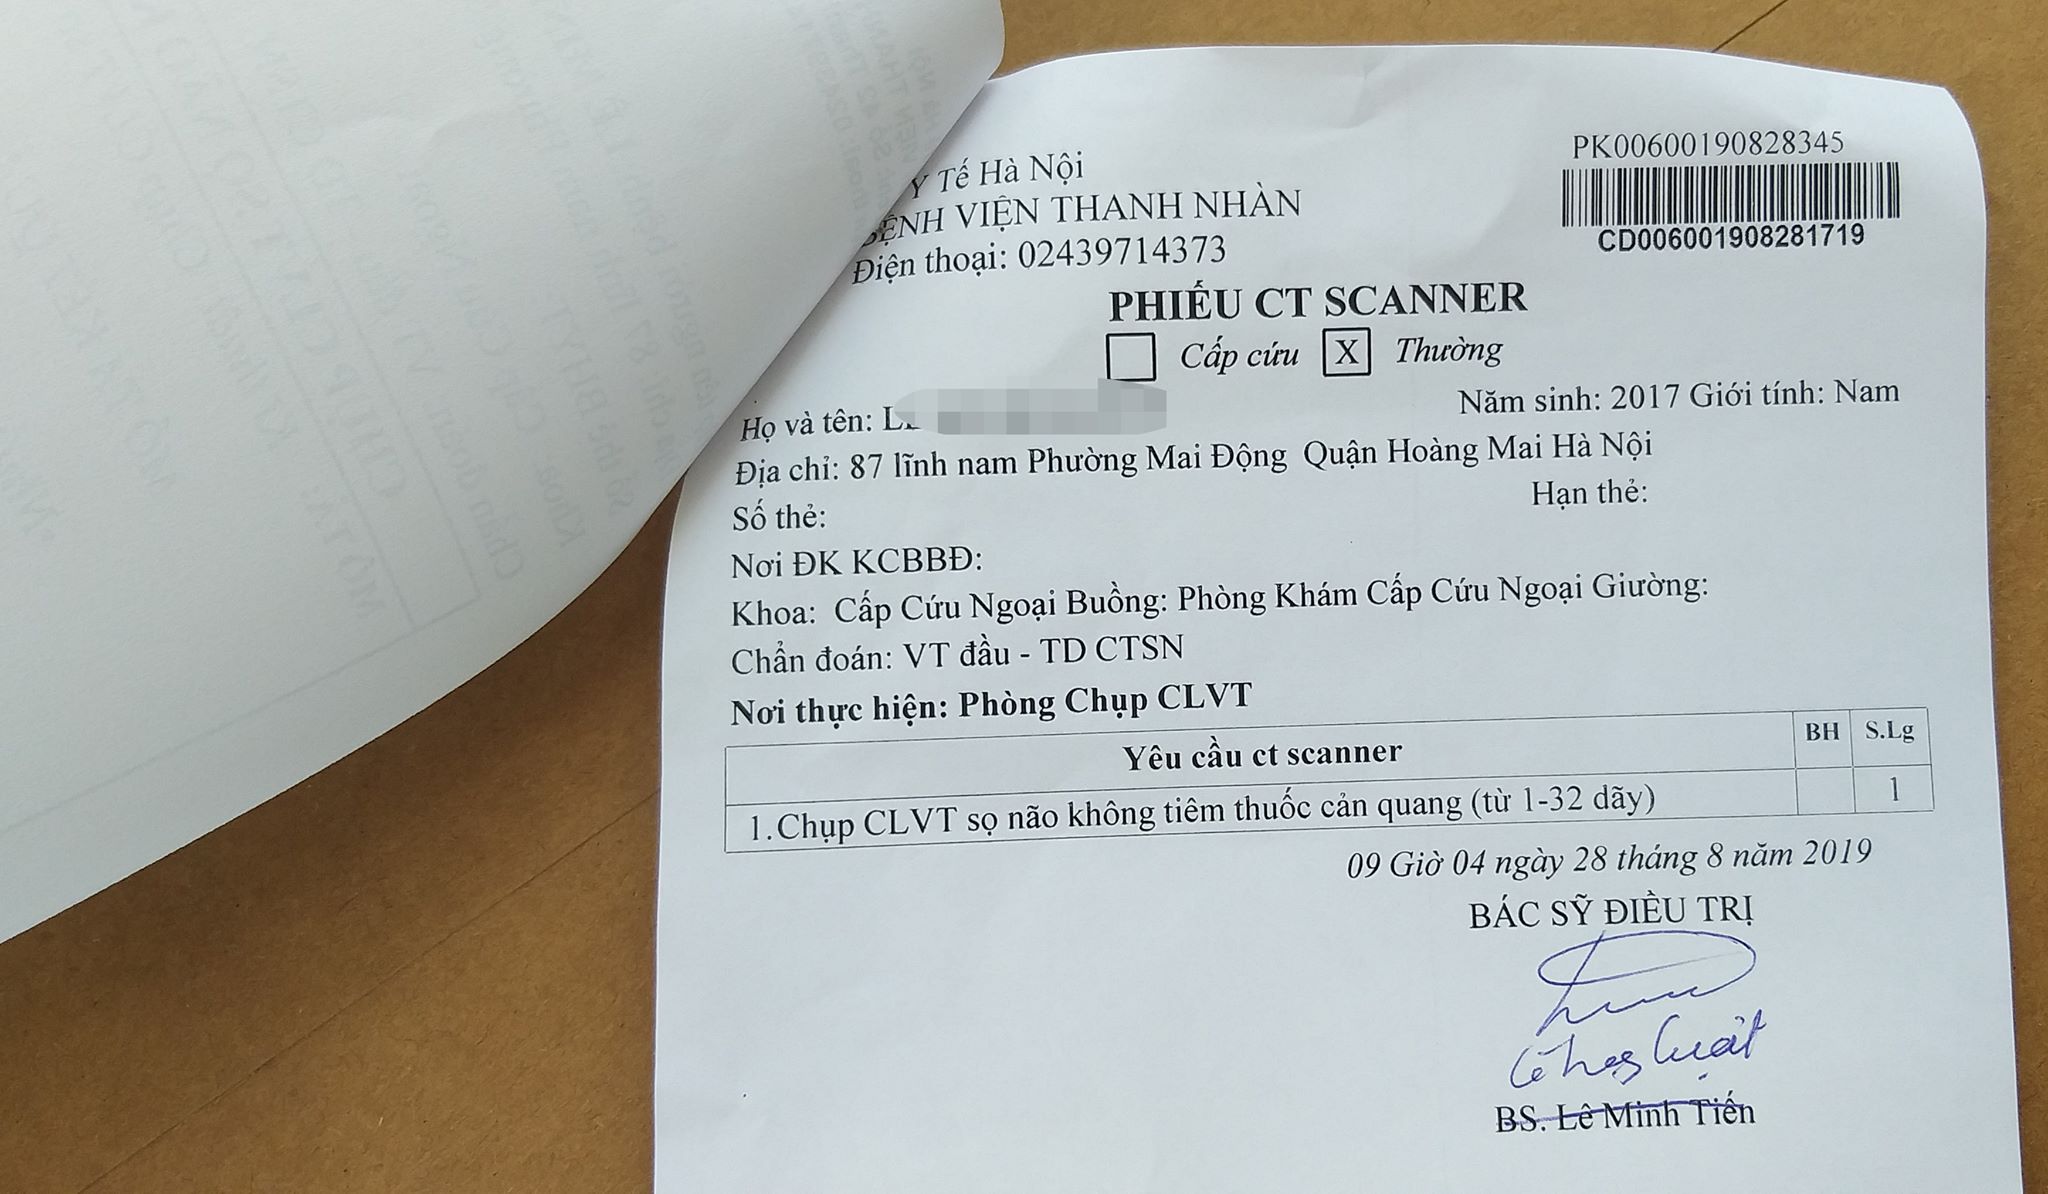 PK00600190828345
Y Tế Hà Nội
BỆNH VIỆN THANH NHÀN
CD006001908281719
Điện thoại: 02439714373
PHIẾU CT SCANNER
Cấp cứu X Thường
Họ và tên: Năm sinh: 2017 Giới tính: Nam
Địa chỉ: 87 lĩnh nam Phường Mai Động Quận Hoàng Mai Hà Nội
Số thẻ: Hạn thẻ:
Nơi ĐK KCBBĐ:
Khoa: Cấp Cứu Ngoại Buồng: Phòng Khám Cấp Cứu Ngoại Giường:
Chẩn đoán: VT đầu - TD CTSN
Nơi thực hiện: Phòng Chụp CLVT
Yêu cầu ct scanner BH S.Lg
1.Chụp CLVT sọ não không tiêm thuốc cản quang (từ 1-32 dãy) 1
09 Giờ 04 ngày 28 tháng 8 năm 2019
BÁC SỸ ĐIỀU TRỊ
BS. Lê Minh Tiến